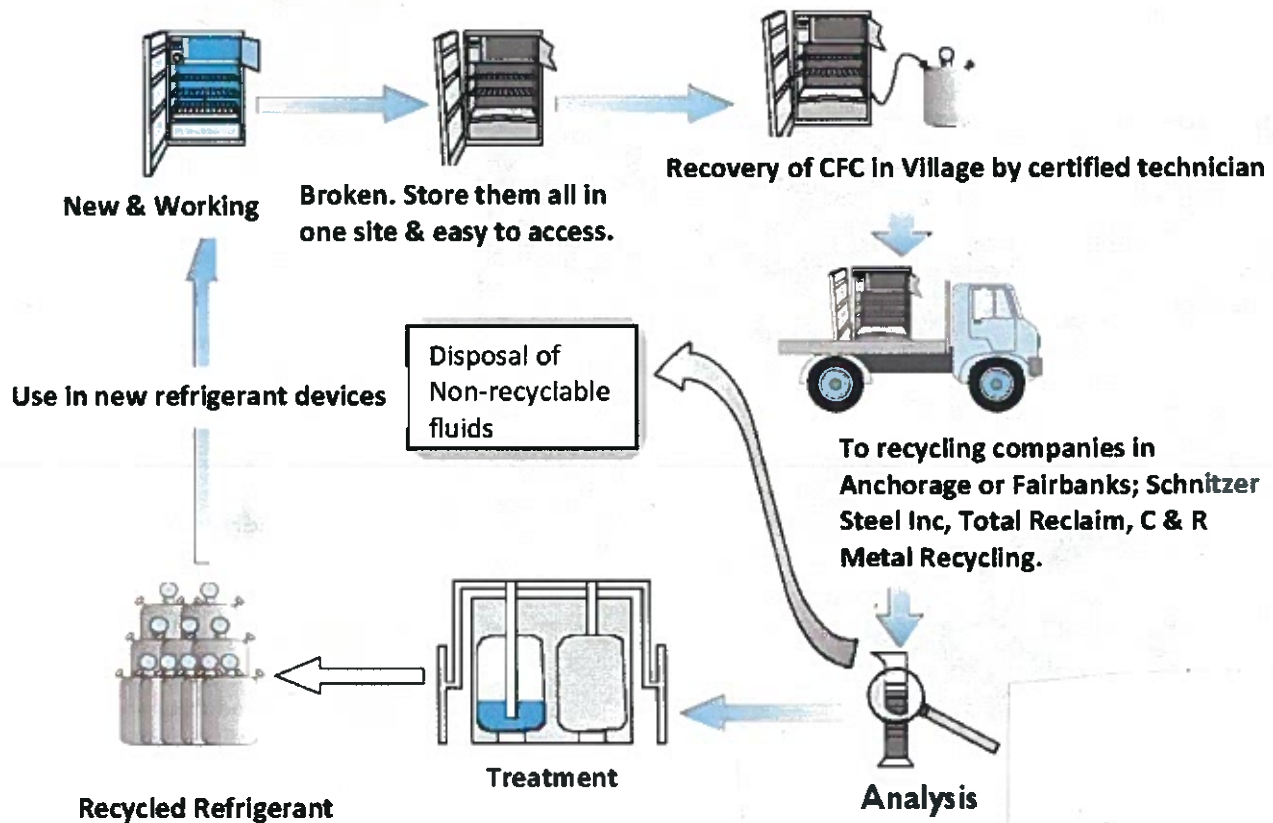 New & Working
Broken. Store them all in
one site & easy to access.
Recovery of CFC in Village by certified technician
To recycling companies in
Anchorage or Fairbanks; Schnitzer
Steel Inc, Total Reclaim, C & R
Metal Recycling.
Analysis
Disposal of
Non-recyclable
fluids
Treatment
Recycled Refrigerant
Use in new refrigerant devices